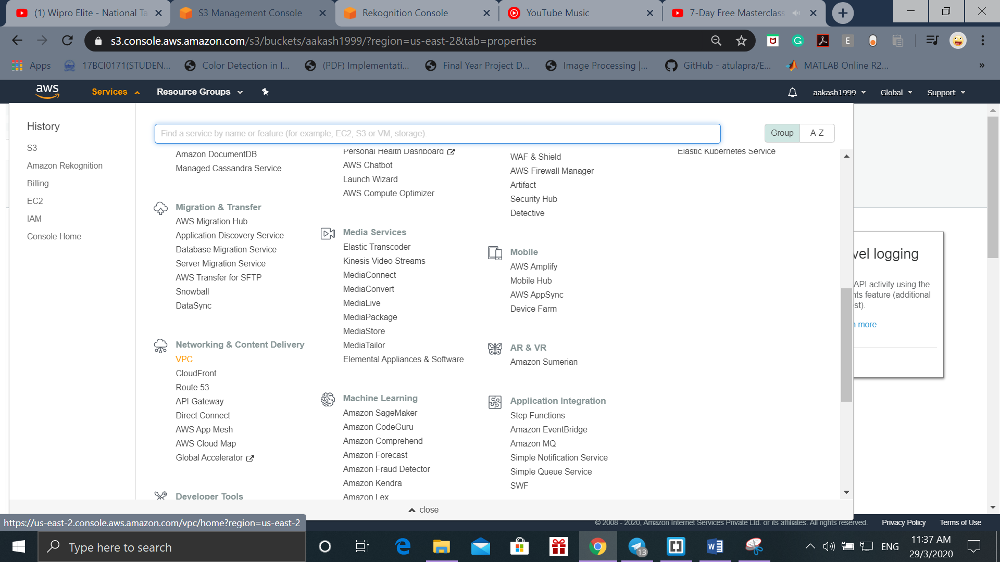 (1) Wipro Elite - National Ta
S3 Management Console
Rekognition Console
YouTube Music
7-Day Free Masterclass
s3.console.aws.amazon.com/s3/buckets/aakash1999/?region=us-east-2&tab=properties
Apps
17BCI0171(STUDEN...
Color Detection in I...
(PDF) Implementati...
Final Year Project D...
Image Processing |...
GitHub - atulapra/E...
MATLAB Online R2...
»
aws
Services
Resource Groups
aakash1999
Global
Support
History
S3
Amazon Rekognition
Billing
EC2
IAM
Console Home
Find a service by name or feature (for example, EC2, S3 or VM, storage).
Group
A-Z
Amazon DocumentDB
Managed Cassandra Service
Migration & Transfer
AWS Migration Hub
Application Discovery Service
Database Migration Service
Server Migration Service
AWS Transfer for SFTP
Snowball
DataSync
Networking & Content Delivery
VPC
CloudFront
Route 53
API Gateway
Direct Connect
AWS App Mesh
AWS Cloud Map
Global Accelerator
Developer Tools
Personal Health Dashboard
AWS Chatbot
Launch Wizard
AWS Compute Optimizer
Media Services
Elastic Transcoder
Kinesis Video Streams
MediaConnect
MediaConvert
MediaLive
MediaPackage
MediaStore
MediaTailor
Elemental Appliances & Software
Machine Learning
Amazon SageMaker
Amazon CodeGuru
Amazon Comprehend
Amazon Forecast
Amazon Fraud Detector
Amazon Kendra
Amazon Lex
WAF & Shield
AWS Firewall Manager
Artifact
Security Hub
Detective
Mobile
AWS Amplify
Mobile Hub
AWS AppSync
Device Farm
AR & VR
Amazon Sumerian
Application Integration
Step Functions
Amazon EventBridge
Amazon MQ
Simple Notification Service
Simple Queue Service
SWF
Elastic Kubernetes Service
vel logging
API activity using the
nts feature (additional
st).
n more
close
https://us-east-2.console.aws.amazon.com/vpc/home?region=us-east-2
© 2008 - 2020, Amazon Internet Services Private Ltd. or its affiliates. All rights reserved.
Privacy Policy
Terms of Use
Type here to search
13
ENG
11:37 AM
29/3/2020